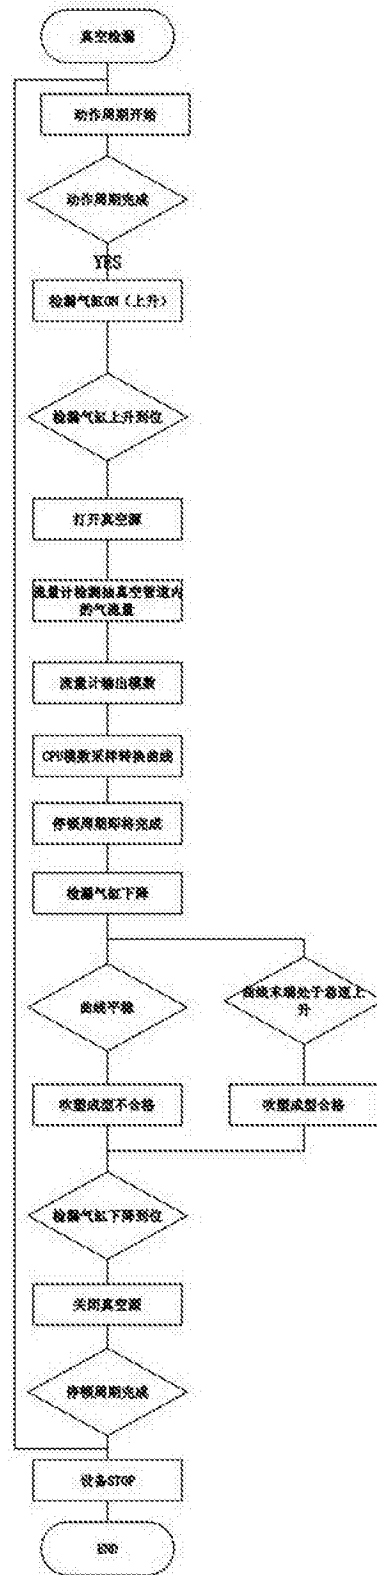 真空检漏
动作周期开始
动作周期完成
YES
检漏气缸ON（上升）
检漏气缸上升到位
打开真空源
流量计检测抽真空管道内
的气流量
流量计输出模数
CPU模数采样转换曲线
停顿周期即将完成
检漏气缸下降
曲线平稳
曲线末端处于急速上
升
吹塑成型不合格
吹塑成型合格
检漏气缸下降到位
关闭真空源
停顿周期完成
设备STOP
END